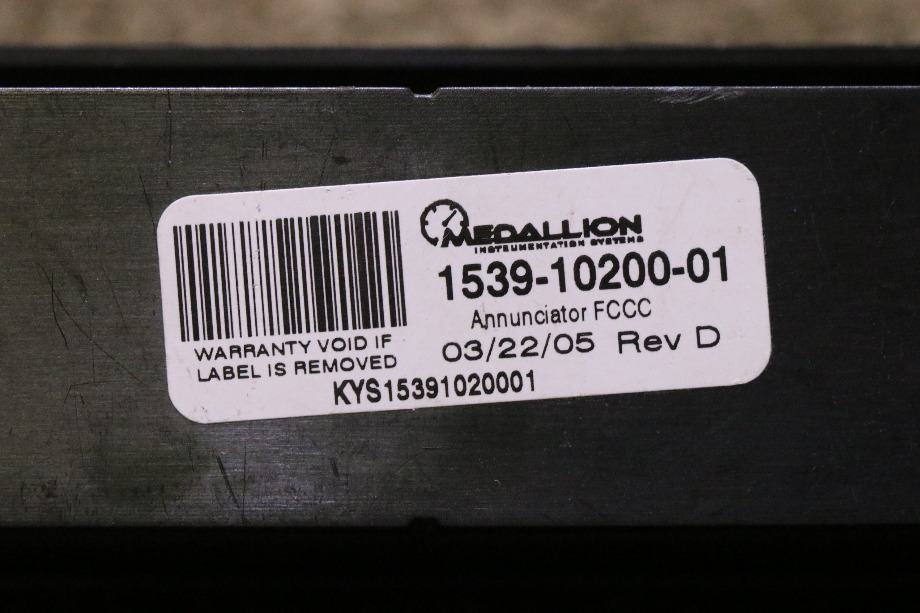 MEDALLION
INSTRUMENTATION SYSTEMS
1539-10200-01
Annunciator FCCC
03/22/05 Rev D
WARRANTY VOID IF
LABEL IS REMOVED
KYS15391020001